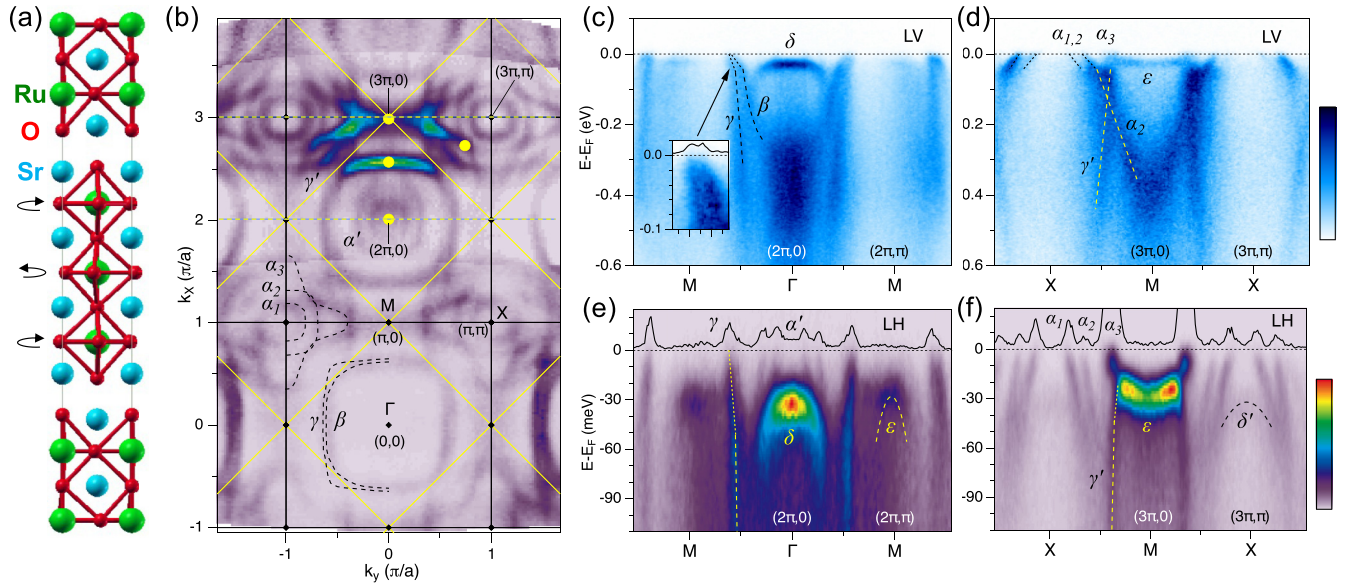 (a)
Ru
O
Sr
(b)
(3π,0)
(3π,π)
γ′
α′
(2π,0)
α3
α2
α1
M
X
(π,0)
(π,π)
γ
β
Γ
(0,0)
3
2
1
0
-1
kX (π/a)
-1
0
1
ky (π/a)
(c)
δ
LV
0.0
-0.2
-0.4
-0.6
E-EF (eV)
γ
β
0.0
-0.1
(2π,0)
(2π,π)
M
Γ
M
(d)
α1,2
α3
LV
0.0
0.2
0.4
0.6
ε
α2
γ′
(3π,0)
(3π,π)
X
M
X
(e)
γ
α′
LH
0
-30
-60
-90
E-EF (meV)
δ
ε
(2π,0)
(2π,π)
M
Γ
M
(f)
α1
α2
α3
LH
0
-30
-60
-90
ε
δ′
γ′
(3π,0)
(3π,π)
X
M
X